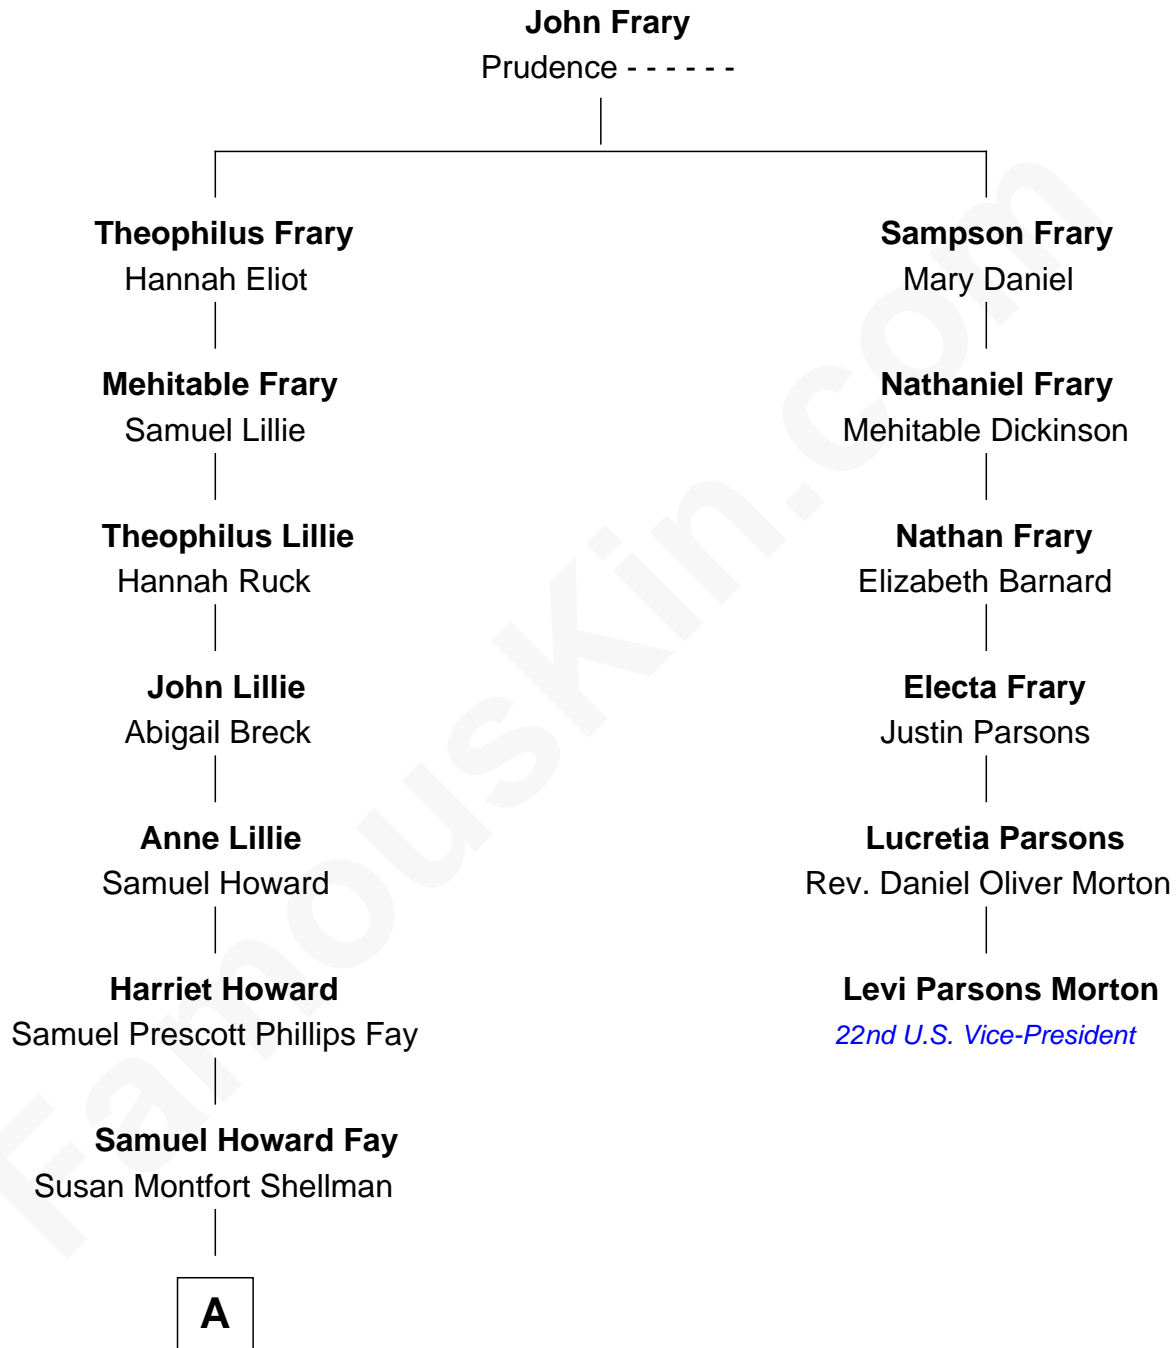 John Frary
Prudence - - - - - -
Theophilus Frary
Hannah Eliot
Mehitable Frary
Samuel Lillie
Theophilus Lillie
Hannah Ruck
John Lillie
Abigail Breck
Anne Lillie
Samuel Howard
Harriet Howard
Samuel Prescott Phillips Fay
Samuel Howard Fay
Susan Montfort Shellman
A
Sampson Frary
Mary Daniel
Nathaniel Frary
Mehitable Dickinson
Nathan Frary
Elizabeth Barnard
Electa Frary
Justin Parsons
Lucretia Parsons
Rev. Daniel Oliver Morton
Levi Parsons Morton
22nd U.S. Vice-President
FamousKin.com